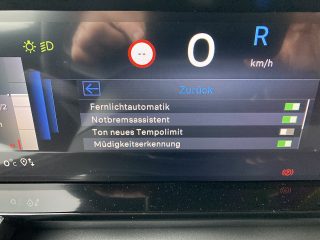 R
--
0
km/h
Zurück
Fernlichtautomatik
Notbremsassistent
Ton neues Tempolimit
Müdigkeitserkennung
°C